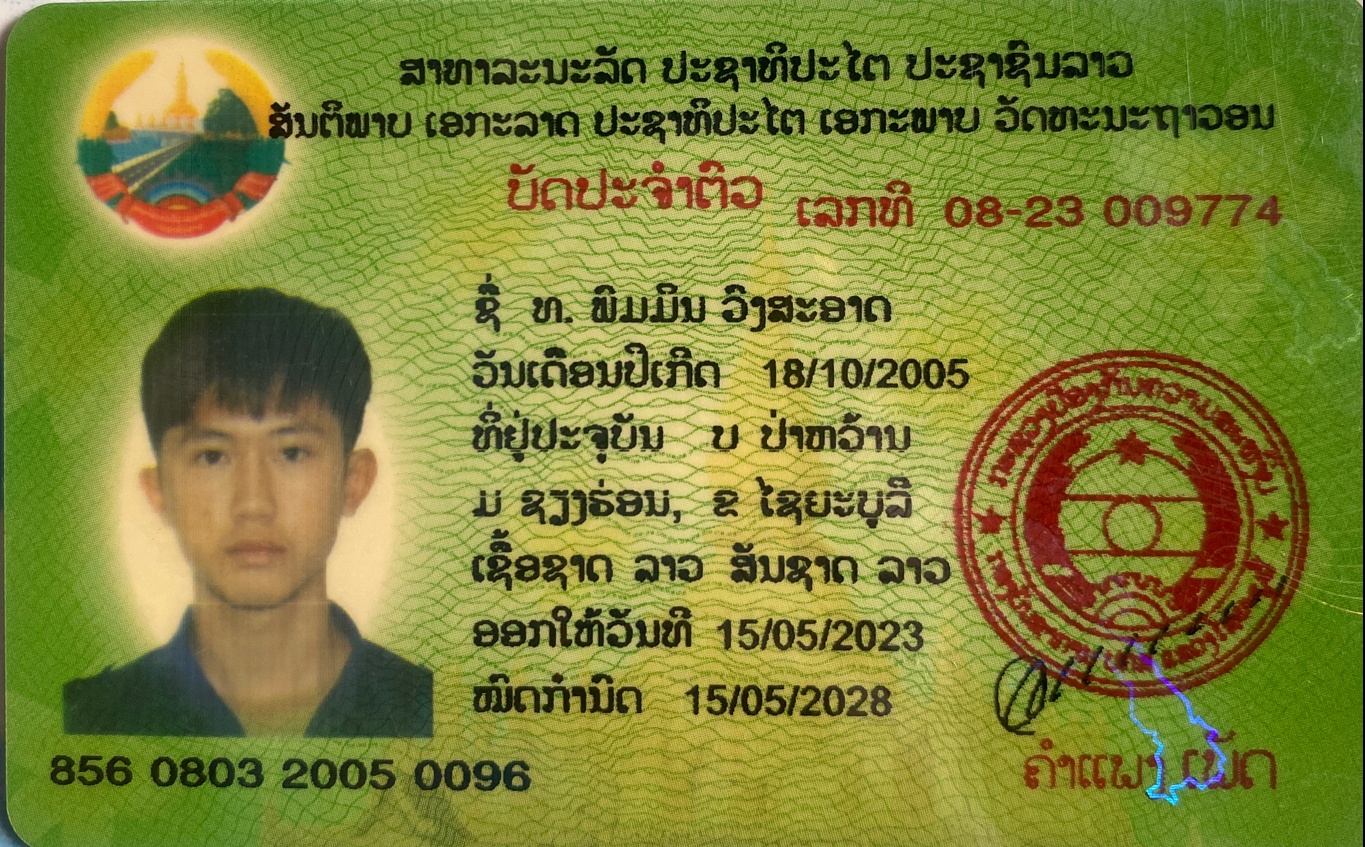 ສາທາລະນະລັດ ປະຊາທິປະໄຕ ປະຊາຊົນລາວ
ສັນຕິພາບ ເອກະລາດ ປະຊາທິປະໄຕ ເອກະພາບ ວັດທະນະຖາວອນ
ບັດປະຈຳຕົວ ເລກທີ 08-23 009774
ຊື່ ທ. ພິມມິນ ວົງສະອາດ
ວັນເດືອນປີເກີດ 18/10/2005
ທີ່ຢູ່ປະຈຸບັນ ບ ປ່າຫວ້ານ
ມ ຊຽງຮ່ອນ, ຂ ໄຊຍະບູລີ
ເຊື້ອຊາດ ລາວ ສັນຊາດ ລາວ
ອອກໃຫ້ວັນທີ 15/05/2023
ໝົດກຳນົດ 15/05/2028
856 0803 2005 0096
ຄຳແພງ ເພັດ